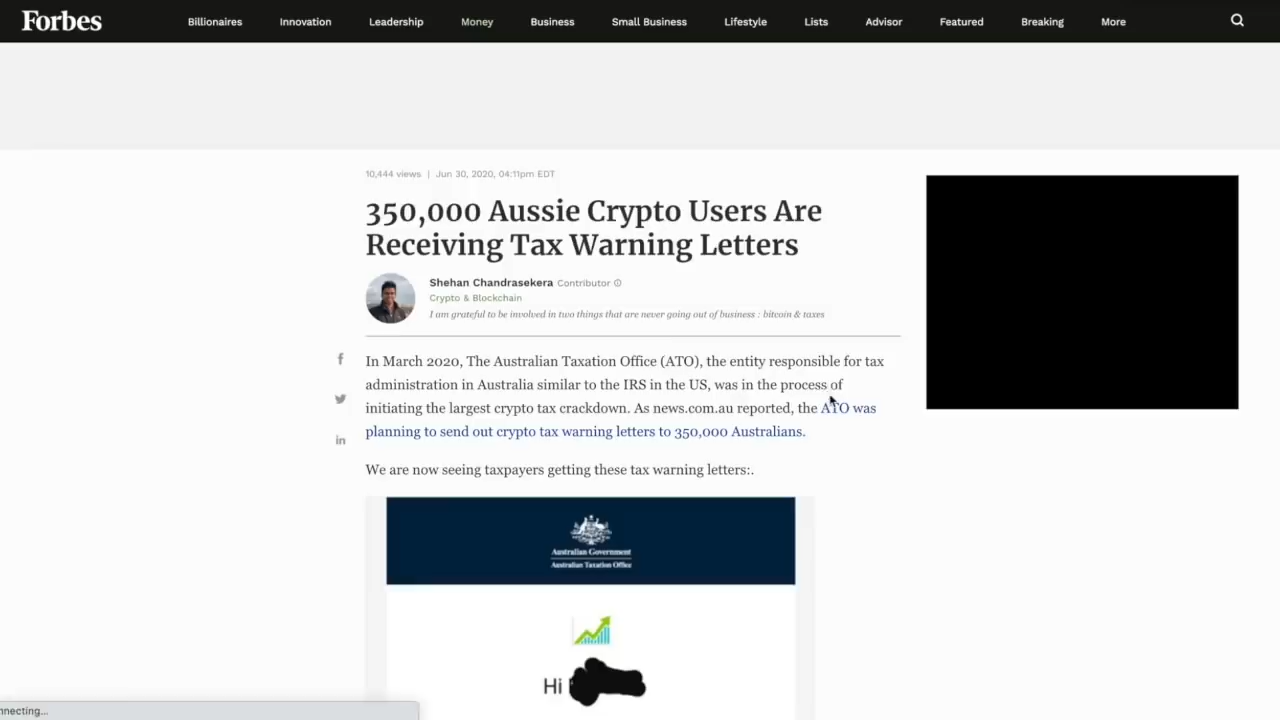 Forbes
Billionaires Innovation Leadership Money Business Small Business Lifestyle Lists Advisor Featured Breaking More
10,444 views | Jun 30, 2020, 04:11pm EDT
350,000 Aussie Crypto Users Are
Receiving Tax Warning Letters
Shehan Chandrasekera Contributor
Crypto & Blockchain
I am grateful to be involved in two things that are never going out of business : bitcoin & taxes
In March 2020, The Australian Taxation Office (ATO), the entity responsible for tax
administration in Australia similar to the IRS in the US, was in the process of
initiating the largest crypto tax crackdown. As news.com.au reported, the ATO was
planning to send out crypto tax warning letters to 350,000 Australians.
We are now seeing taxpayers getting these tax warning letters:.
Australian Government
Australian Taxation Office
Hi
nnecting...